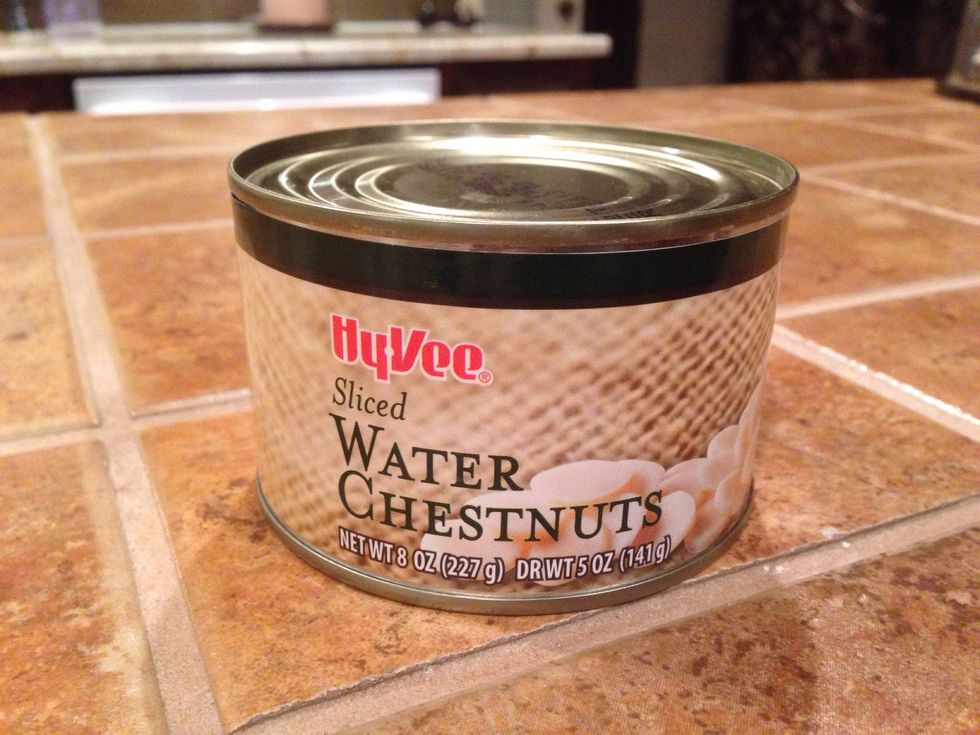 HyVee®
Sliced
WATER
CHESTNUTS
NET WT 8 OZ (227 g) DR WT 5 OZ (141 g)